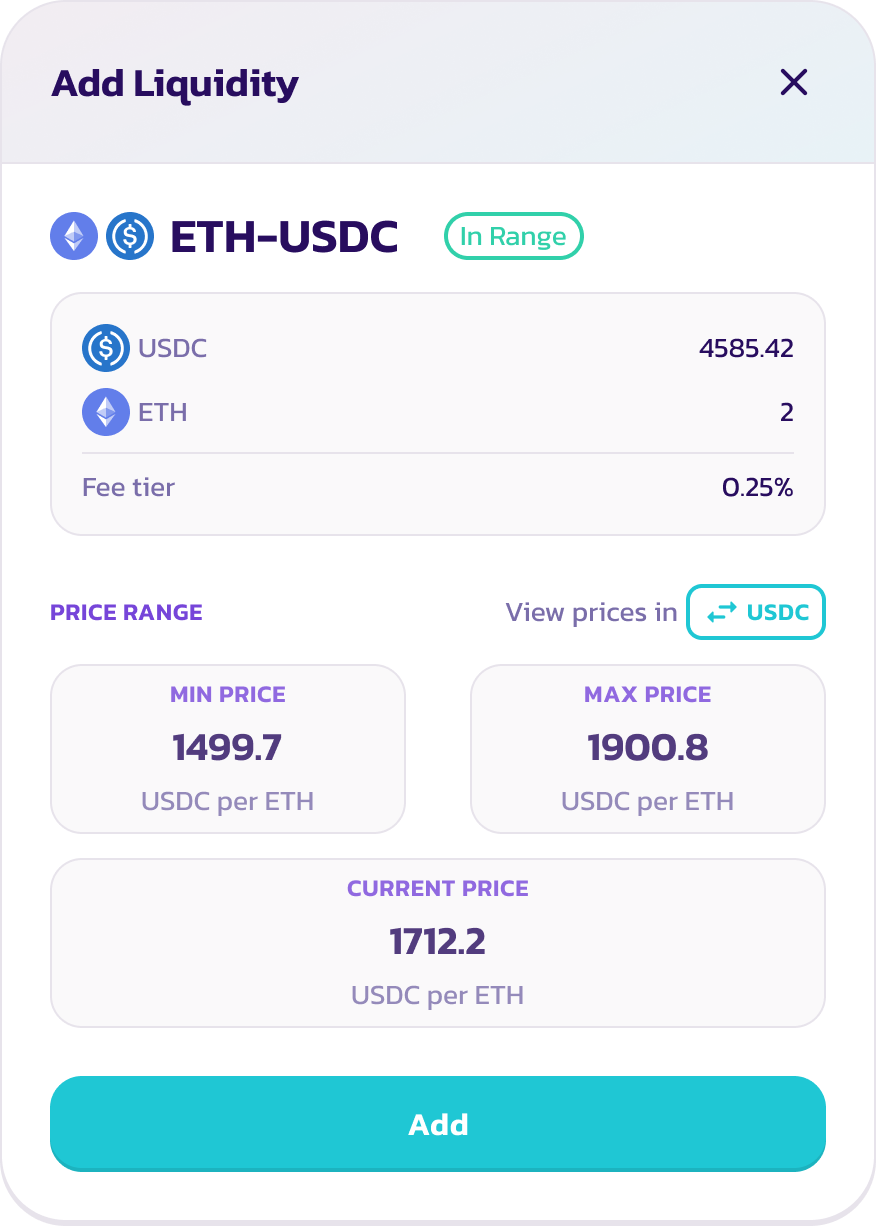 Add Liquidity
ETH-USDC In Range
USDC 4585.42
ETH 2
Fee tier 0.25%
PRICE RANGE View prices in USDC
MIN PRICE MAX PRICE
1499.7 1900.8
USDC per ETH USDC per ETH
CURRENT PRICE
1712.2
USDC per ETH
Add